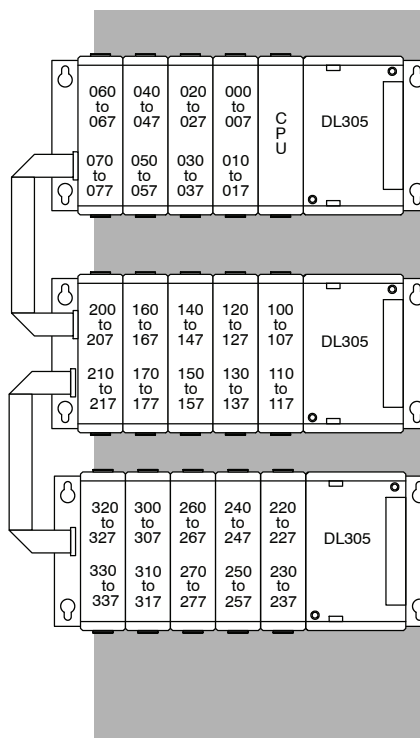 060 to 067
070 to 077
040 to 047
050 to 057
020 to 027
030 to 037
000 to 007
010 to 017
CPU
DL305
200 to 207
210 to 217
160 to 167
170 to 177
140 to 147
150 to 157
120 to 127
130 to 137
100 to 107
110 to 117
DL305
320 to 327
330 to 337
300 to 307
310 to 317
260 to 267
270 to 277
240 to 247
250 to 257
220 to 227
230 to 237
DL305